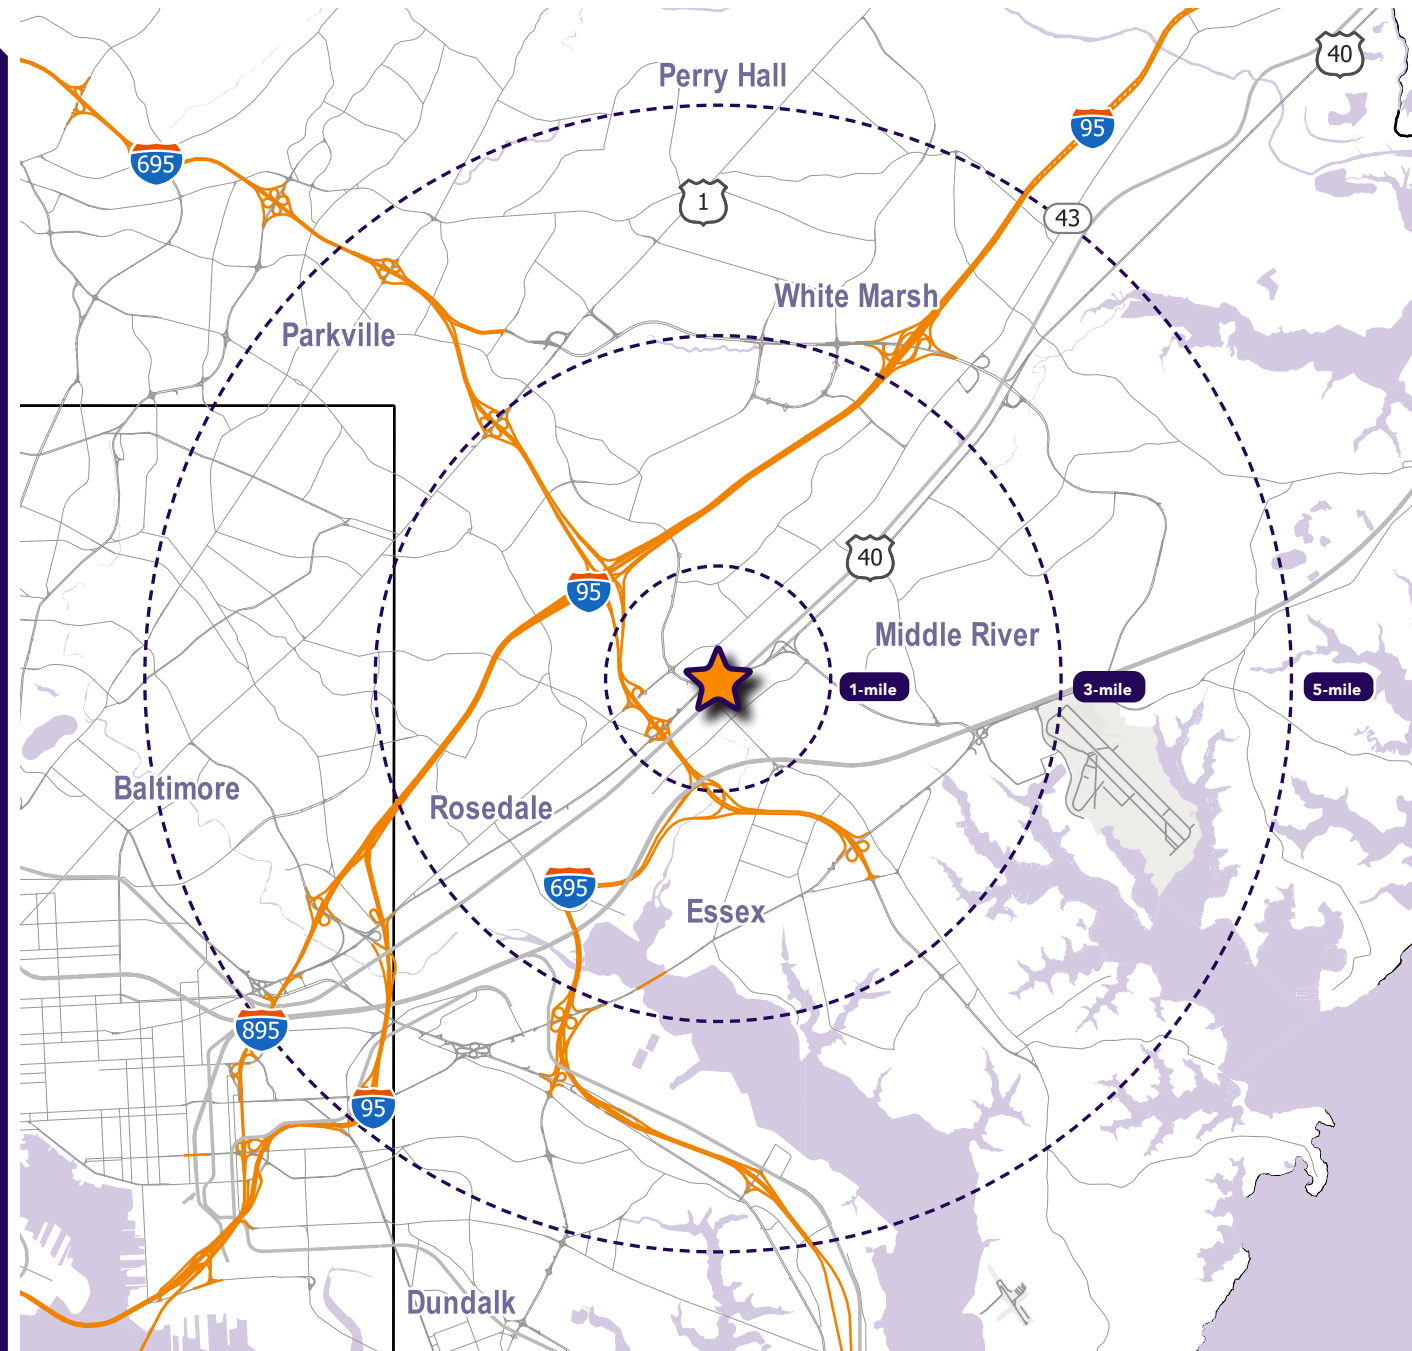 40
Perry Hall
95
695
1
43
White Marsh
Parkville
40
95
Middle River
1-mile
3-mile
5-mile
Baltimore
Rosedale
695
Essex
895
95
Dundalk